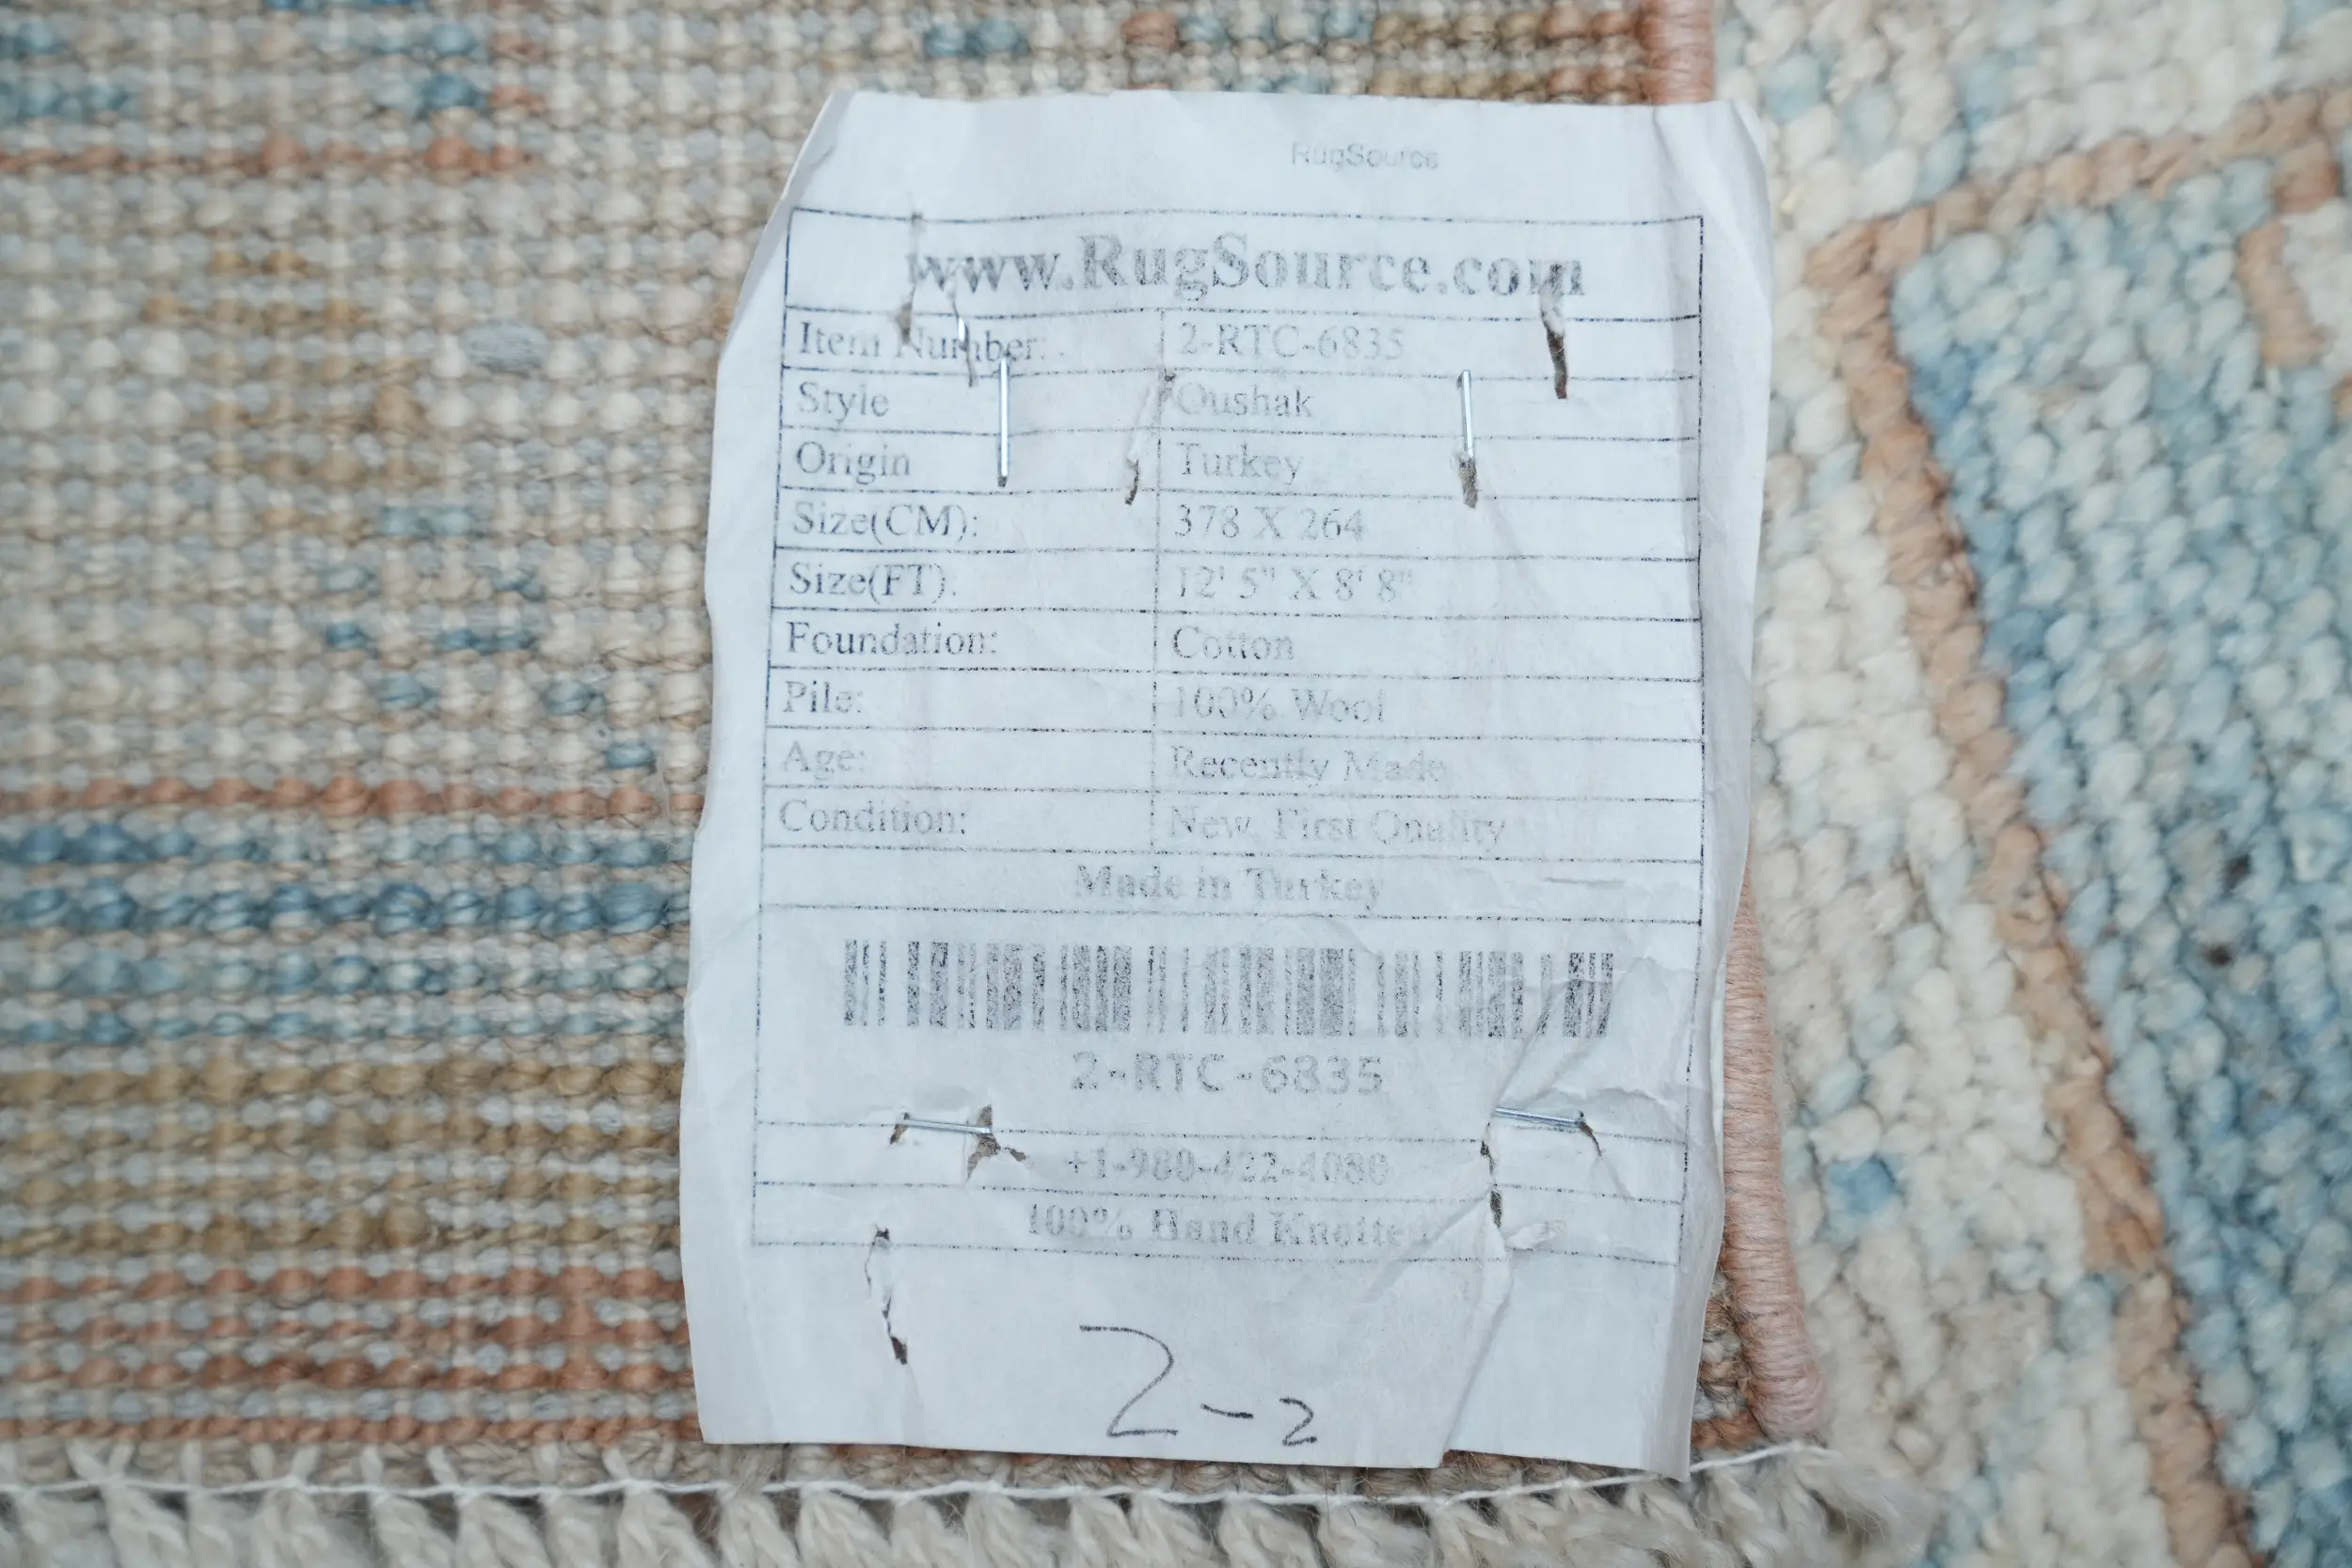 RugSource
www.RugSource.com
Item Number: 2-RTC-6835
Style Oushak
Origin Turkey
Size(CM): 378 X 264
Size(FT): 12' 5" X 8' 8"
Foundation: Cotton
Pile: 100% Wool
Age: Recently Made
Condition: New, First Quality
Made in Turkey
2-RTC-6835
+1-980-422-4080
100% Hand Knotted
2-2